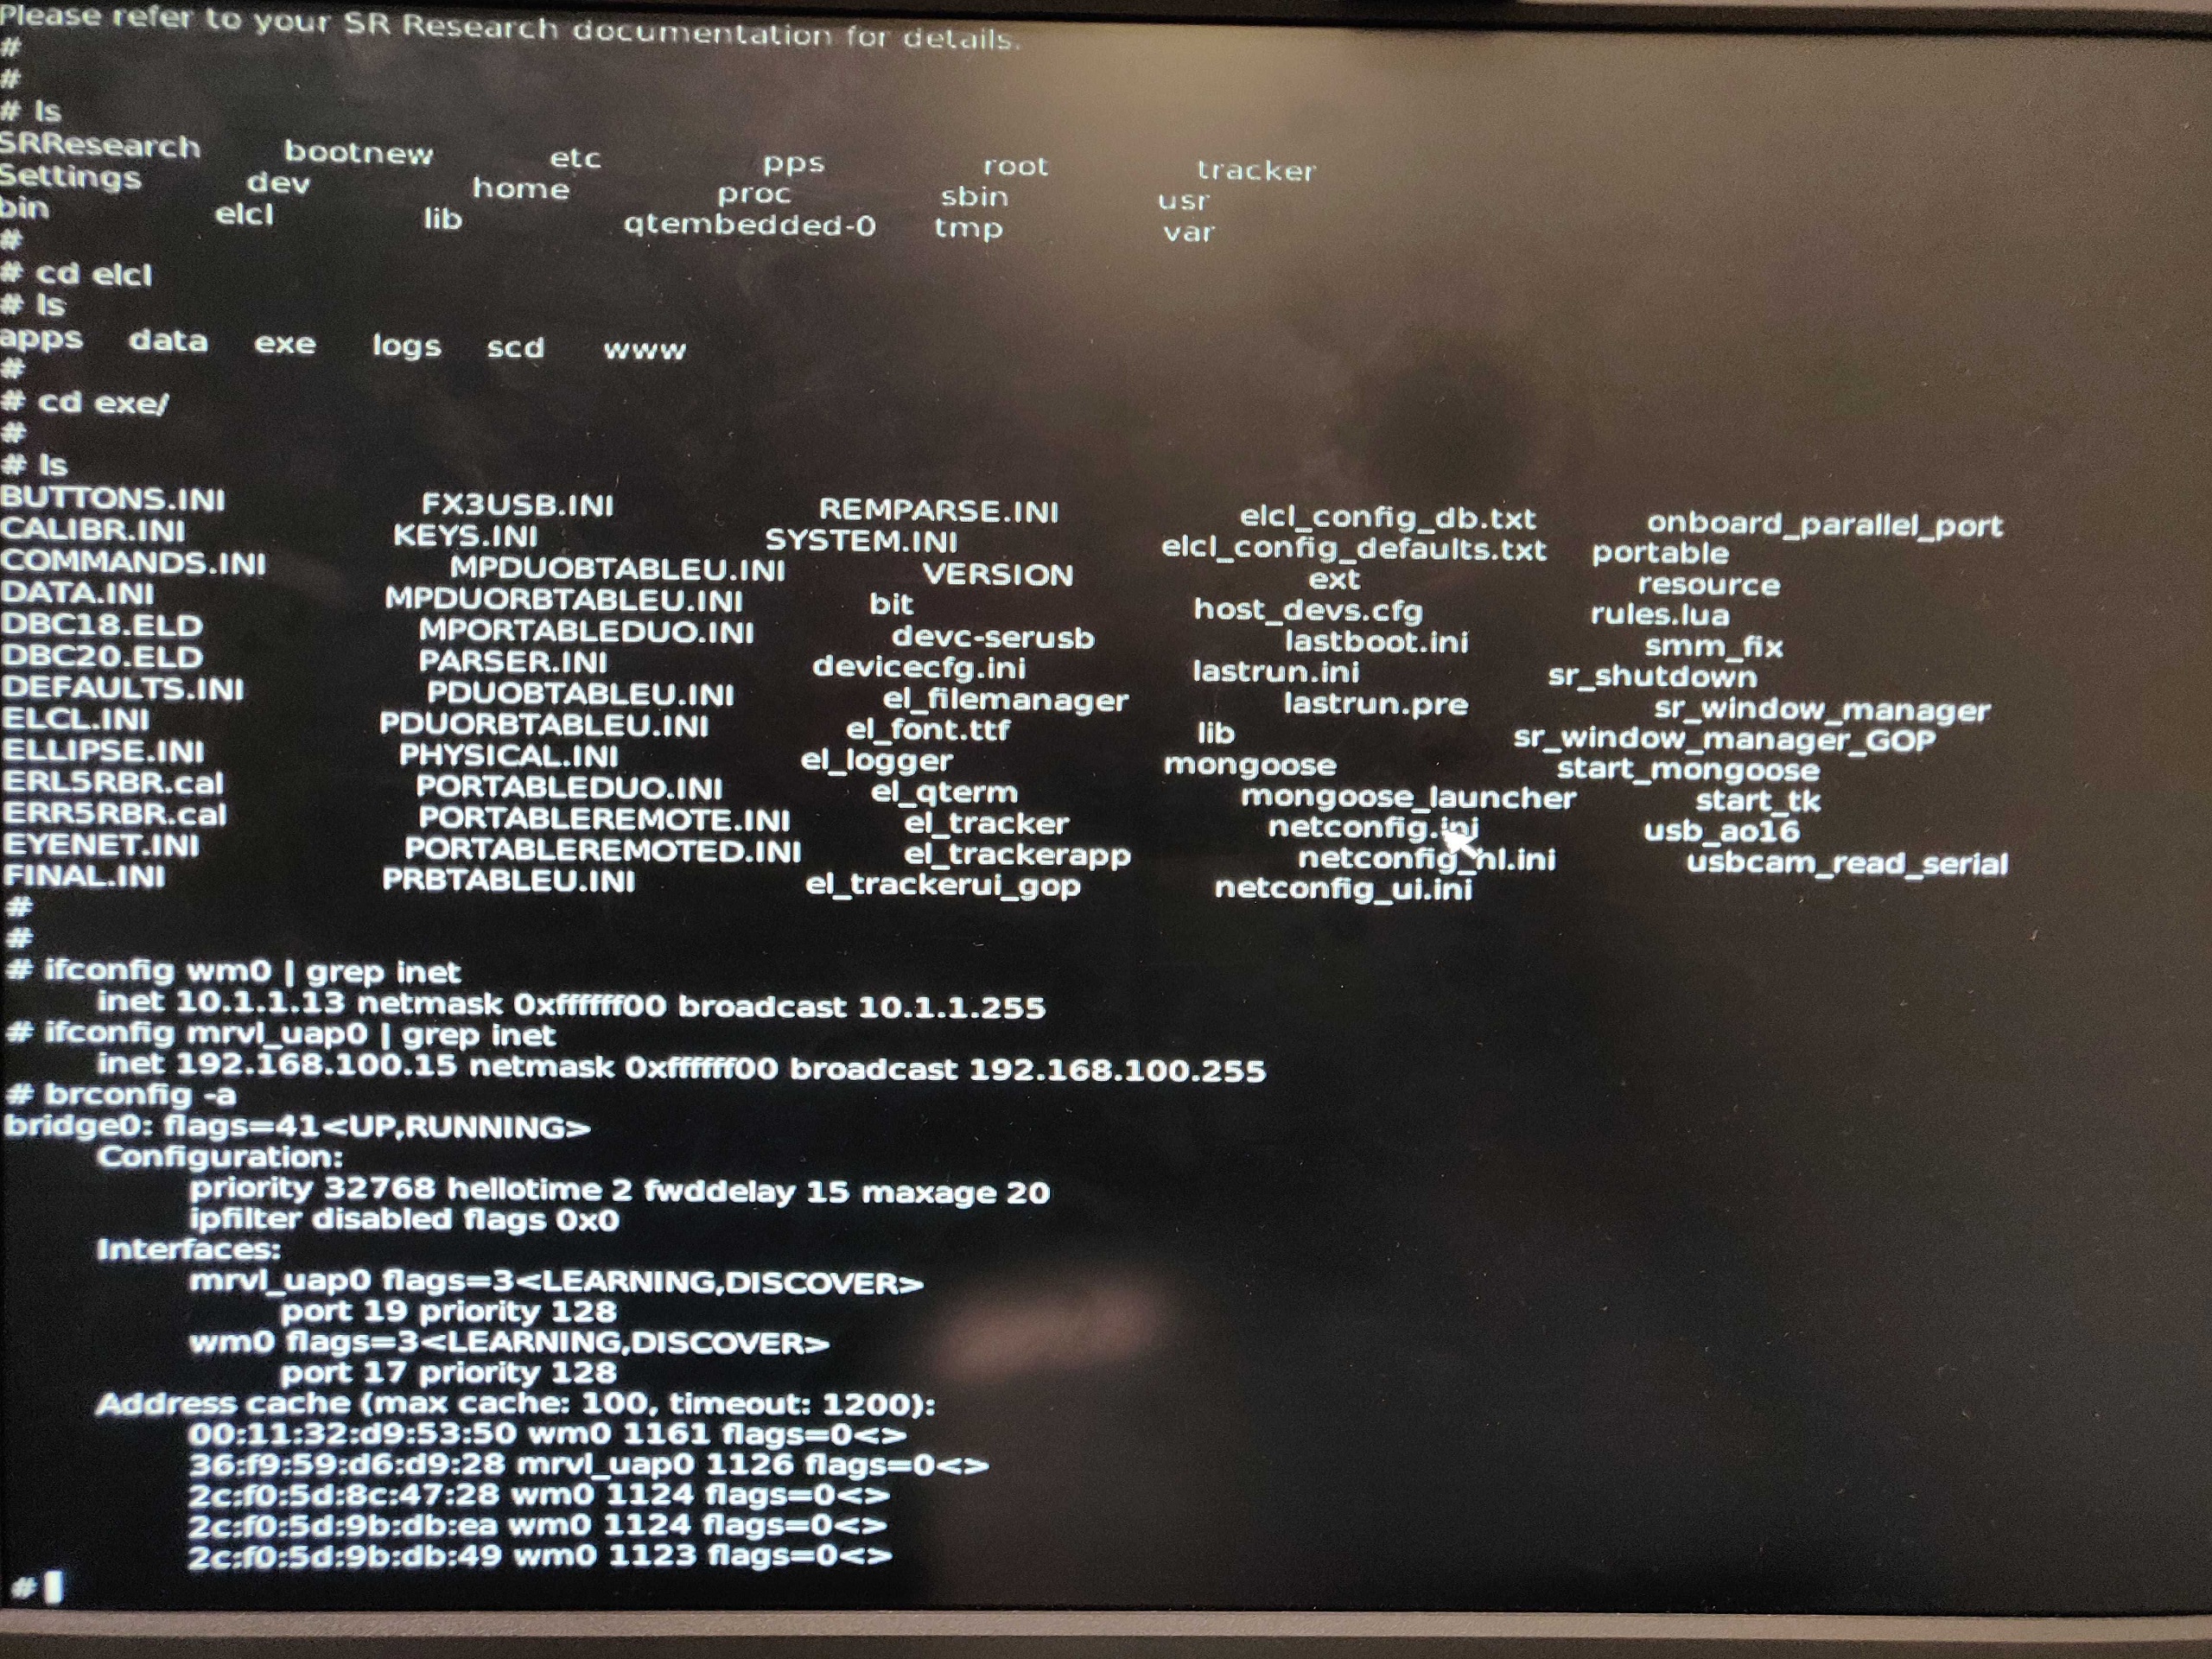 Please refer to your SR Research documentation for details.
#
#
# ls
SRResearch bootnew etc pps root tracker
Settings dev home proc sbin usr
bin elcl lib qtembedded-0 tmp var
#
# cd elcl
# ls
apps data exe logs scd www
#
# cd exe/
#
# ls
BUTTONS.INI FX3USB.INI REMPARSE.INI elcl_config_db.txt onboard_parallel_port
CALIBR.INI KEYS.INI SYSTEM.INI elcl_config_defaults.txt portable
COMMANDS.INI MPDUOBTABLEU.INI VERSION ext resource
DATA.INI MPDUORBTABLEU.INI bit host_devs.cfg rules.lua
DBC18.ELD MPORTABLEDUO.INI devc-serusb lastboot.ini smm_fix
DBC20.ELD PARSER.INI devicecfg.ini lastrun.ini sr_shutdown
DEFAULTS.INI PDUOBTABLEU.INI el_filemanager lastrun.pre sr_window_manager
ELCL.INI PDUORBTABLEU.INI el_font.ttf lib sr_window_manager_GOP
ELLIPSE.INI PHYSICAL.INI el_logger mongoose start_mongoose
ERL5RBR.cal PORTABLEDUO.INI el_qterm mongoose_launcher start_tk
ERR5RBR.cal PORTABLEREMOTE.INI el_tracker netconfig.ini usb_ao16
EYENET.INI PORTABLEREMOTED.INI el_trackerapp netconfig_nl.ini usbcam_read_serial
FINAL.INI PRBTABLEU.INI el_trackerui_gop netconfig_ui.ini
#
#
# ifconfig wm0 | grep inet
inet 10.1.1.13 netmask 0xffffff00 broadcast 10.1.1.255
# ifconfig mrvl_uap0 | grep inet
inet 192.168.100.15 netmask 0xffffff00 broadcast 192.168.100.255
# brconfig -a
bridge0: flags=41<UP,RUNNING>
Configuration:
priority 32768 hellotime 2 fwddelay 15 maxage 20
ipfilter disabled flags 0x0
Interfaces:
mrvl_uap0 flags=3<LEARNING,DISCOVER>
port 19 priority 128
wm0 flags=3<LEARNING,DISCOVER>
port 17 priority 128
Address cache (max cache: 100, timeout: 1200):
00:11:32:d9:53:50 wm0 1161 flags=0<>
36:f9:59:d6:d9:28 mrvl_uap0 1126 flags=0<>
2c:f0:5d:8c:47:28 wm0 1124 flags=0<>
2c:f0:5d:9b:db:ea wm0 1124 flags=0<>
2c:f0:5d:9b:db:49 wm0 1123 flags=0<>
#